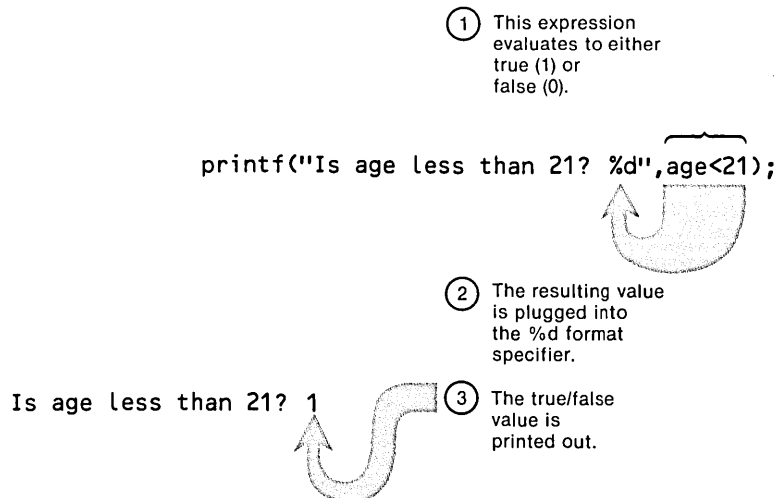 1 This expression
evaluates to either
true (1) or
false (0).
printf("Is age less than 21? %d",age<21);
2 The resulting value
is plugged into
the %d format
specifier.
Is age less than 21? 1
3 The true/false
value is
printed out.